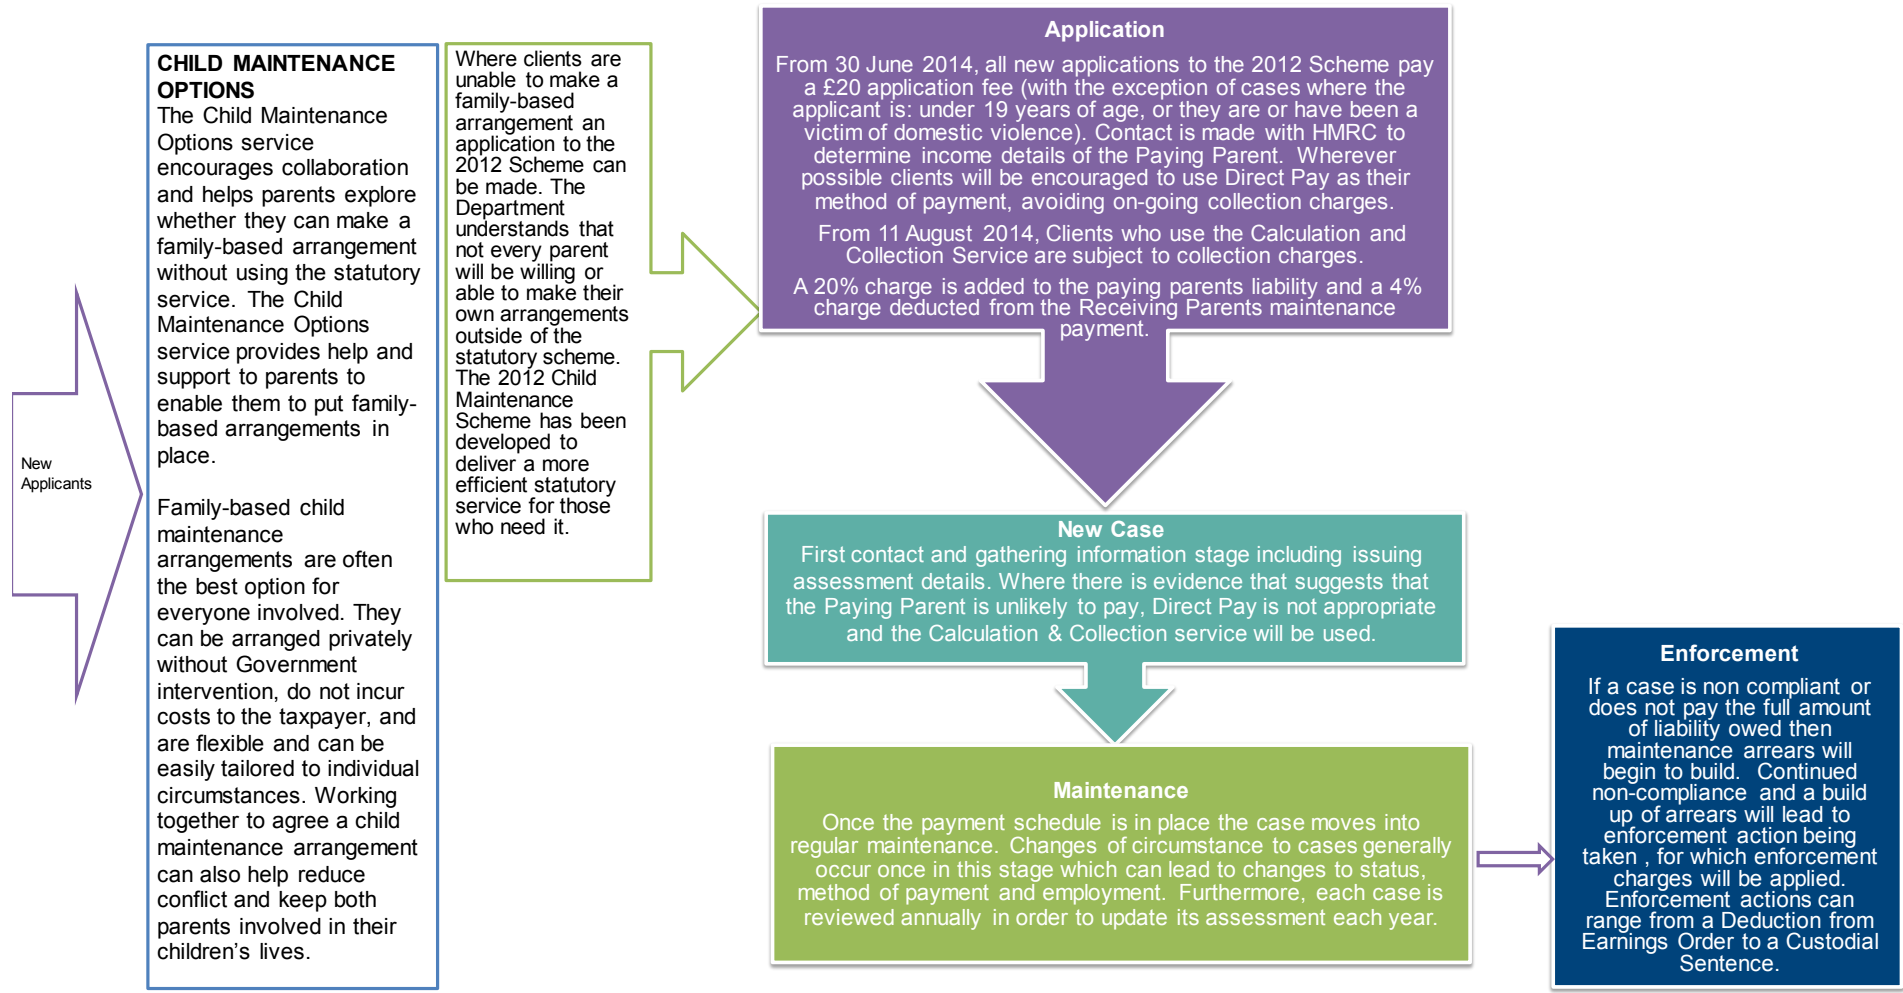 New
Applicants
CHILD MAINTENANCE
OPTIONS
The Child Maintenance
Options service
encourages collaboration
and helps parents explore
whether they can make a
family-based arrangement
without using the statutory
service. The Child
Maintenance Options
service provides help and
support to parents to
enable them to put family-
based arrangements in
place.
Family-based child
maintenance
arrangements are often
the best option for
everyone involved. They
can be arranged privately
without Government
intervention, do not incur
costs to the taxpayer, and
are flexible and can be
easily tailored to individual
circumstances. Working
together to agree a child
maintenance arrangement
can also help reduce
conflict and keep both
parents involved in their
children’s lives.
Where clients are
unable to make a
family-based
arrangement an
application to the
2012 Scheme can
be made. The
Department
understands that
not every parent
will be willing or
able to make their
own arrangements
outside of the
statutory scheme.
The 2012 Child
Maintenance
Scheme has been
developed to
deliver a more
efficient statutory
service for those
who need it.
Application
From 30 June 2014, all new applications to the 2012 Scheme pay
a £20 application fee (with the exception of cases where the
applicant is: under 19 years of age, or they are or have been a
victim of domestic violence). Contact is made with HMRC to
determine income details of the Paying Parent. Wherever
possible clients will be encouraged to use Direct Pay as their
method of payment, avoiding on-going collection charges.
From 11 August 2014, Clients who use the Calculation and
Collection Service are subject to collection charges.
A 20% charge is added to the paying parents liability and a 4%
charge deducted from the Receiving Parents maintenance
payment.
New Case
First contact and gathering information stage including issuing
assessment details. Where there is evidence that suggests that
the Paying Parent is unlikely to pay, Direct Pay is not appropriate
and the Calculation & Collection service will be used.
Maintenance
Once the payment schedule is in place the case moves into
regular maintenance. Changes of circumstance to cases generally
occur once in this stage which can lead to changes to status,
method of payment and employment. Furthermore, each case is
reviewed annually in order to update its assessment each year.
Enforcement
If a case is non compliant or
does not pay the full amount
of liability owed then
maintenance arrears will
begin to build. Continued
non-compliance and a build
up of arrears will lead to
enforcement action being
taken , for which enforcement
charges will be applied.
Enforcement actions can
range from a Deduction from
Earnings Order to a Custodial
Sentence.